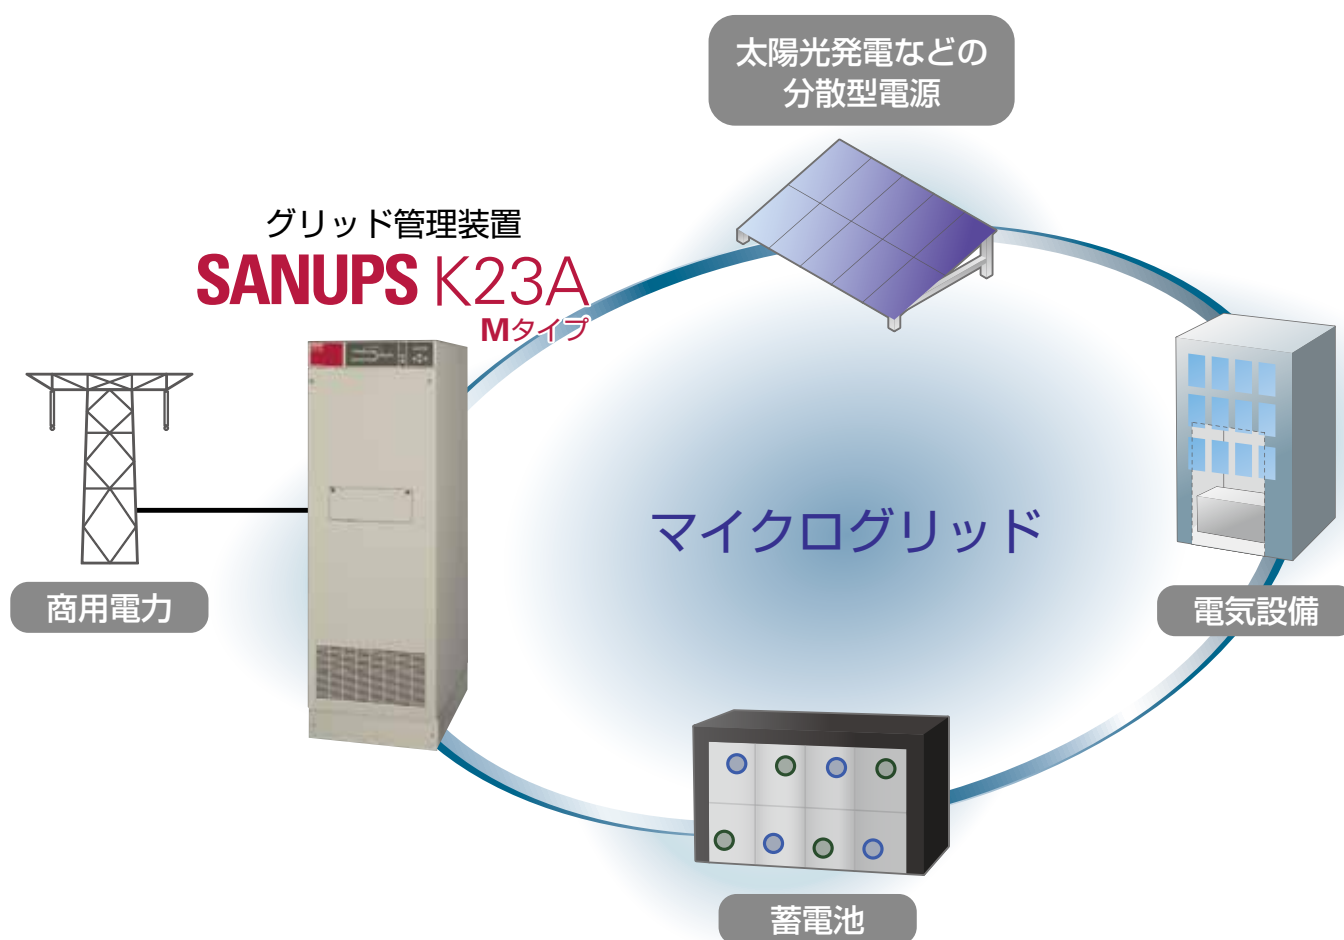 太陽光発電などの
分散型電源
グリッド管理装置
SANUPS K23A
Mタイプ
マイクログリッド
商用電力
電気設備
蓄電池